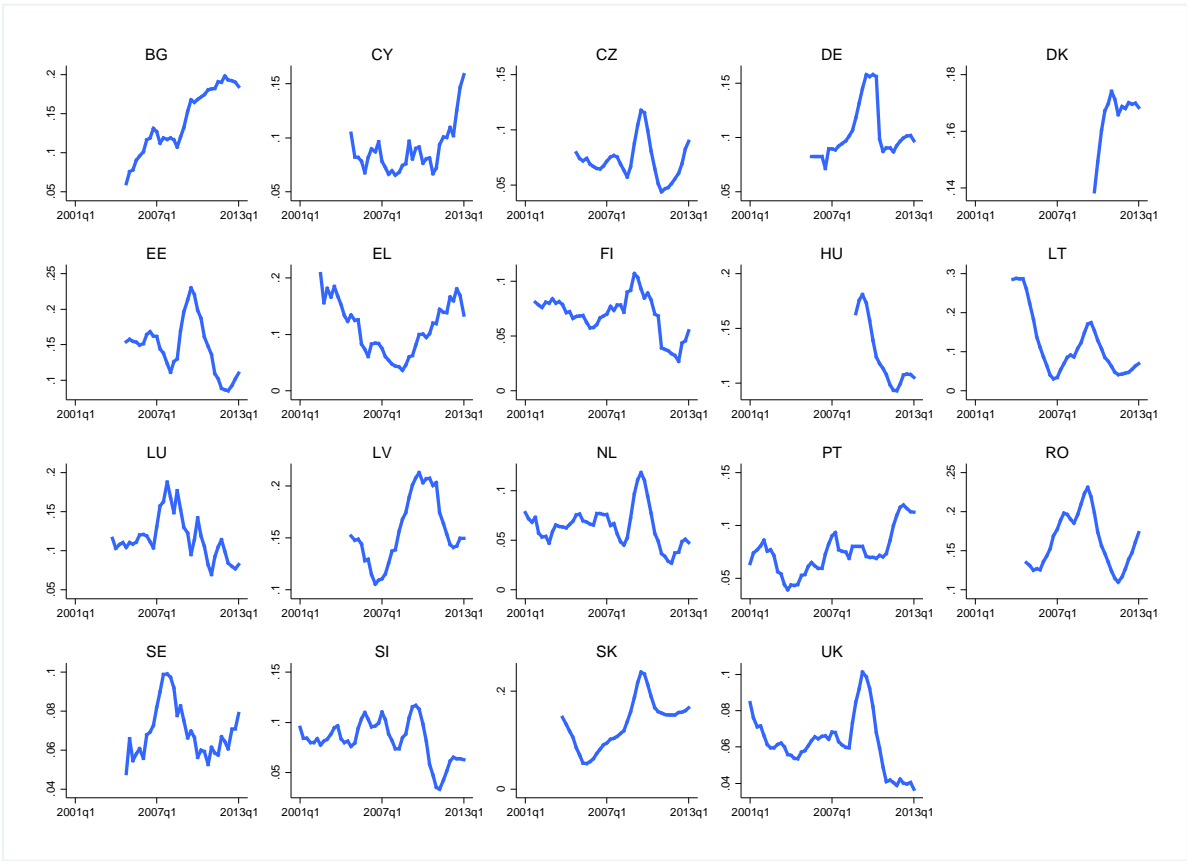 BG CY CZ DE DK
.2 .15 .1 .05
.15 .1 .05
.15 .1 .05
.15 .1 .05
.18 .16 .14
2001q1 2007q1 2013q1 2001q1 2007q1 2013q1 2001q1 2007q1 2013q1 2001q1 2007q1 2013q1 2001q1 2007q1 2013q1
EE EL FI HU LT
.25 .2 .15 .1
.2 .1 0
.1 .05 0
.2 .15 .1
.3 .2 .1 0
2001q1 2007q1 2013q1 2001q1 2007q1 2013q1 2001q1 2007q1 2013q1 2001q1 2007q1 2013q1 2001q1 2007q1 2013q1
LU LV NL PT RO
.2 .15 .1 .05
.2 .15 .1
.1 .05 0
.15 .1 .05
.25 .2 .15 .1
2001q1 2007q1 2013q1 2001q1 2007q1 2013q1 2001q1 2007q1 2013q1 2001q1 2007q1 2013q1 2001q1 2007q1 2013q1
SE SI SK UK
.1 .08 .06 .04
.15 .1 .05
.2 0
.1 .08 .06 .04
2001q1 2007q1 2013q1 2001q1 2007q1 2013q1 2001q1 2007q1 2013q1 2001q1 2007q1 2013q1